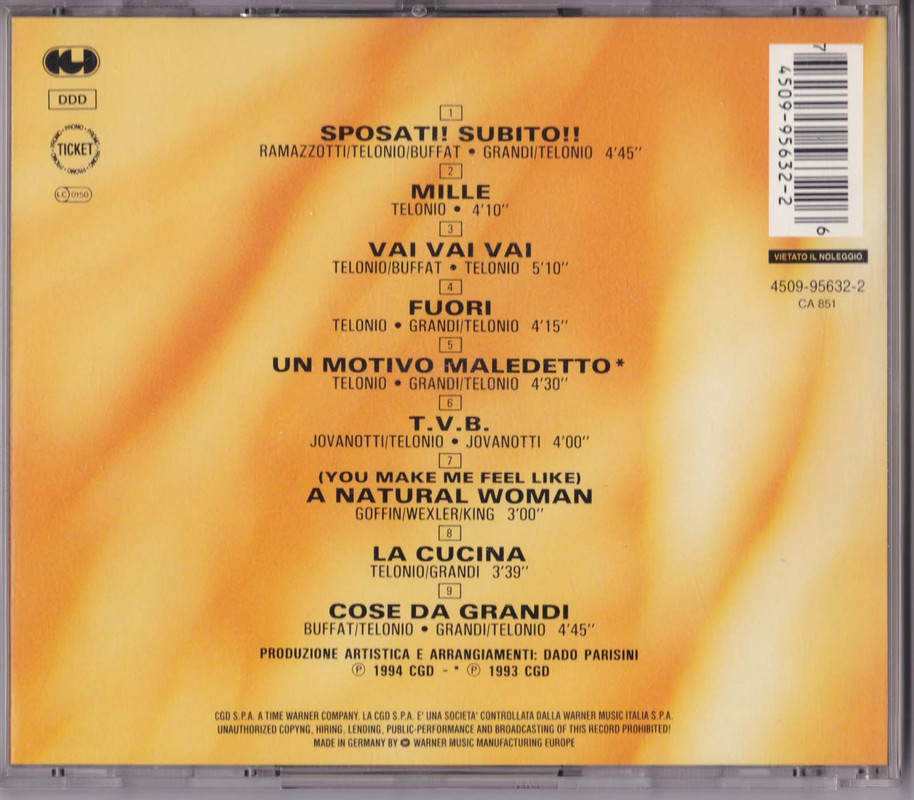 CGD
DDD
PROMO • PROMO • PROMO
TICKET
LC 0150
1
SPOSATI! SUBITO!!
RAMAZZOTTI/TELONIO/BUFFAT • GRANDI/TELONIO 4'45''
2
MILLE
TELONIO • 4'10''
3
VAI VAI VAI
TELONIO/BUFFAT • TELONIO 5'10''
4
FUORI
TELONIO • GRANDI/TELONIO 4'15''
5
UN MOTIVO MALEDETTO*
TELONIO • GRANDI/TELONIO 4'30''
6
T.V.B.
JOVANOTTI/TELONIO • JOVANOTTI 4'00''
7
(YOU MAKE ME FEEL LIKE)
A NATURAL WOMAN
GOFFIN/WEXLER/KING 3'00''
8
LA CUCINA
TELONIO/GRANDI 3'39''
9
COSE DA GRANDI
BUFFAT/TELONIO • GRANDI/TELONIO 4'45''
PRODUZIONE ARTISTICA E ARRANGIAMENTI: DADO PARISINI
℗ 1994 CGD - * ℗ 1993 CGD
CGD S.P.A. A TIME WARNER COMPANY. LA CGD S.P.A. E' UNA SOCIETA' CONTROLLATA DALLA WARNER MUSIC ITALIA S.P.A.
UNAUTHORIZED COPYNG, HIRING, LENDING, PUBLIC-PERFORMANCE AND BROADCASTING OF THIS RECORD PROHIBITED!
MADE IN GERMANY BY WARNER MUSIC MANUFACTURING EUROPE
7 4509-95632-2 6
VIETATO IL NOLEGGIO
4509-95632-2
CA 851